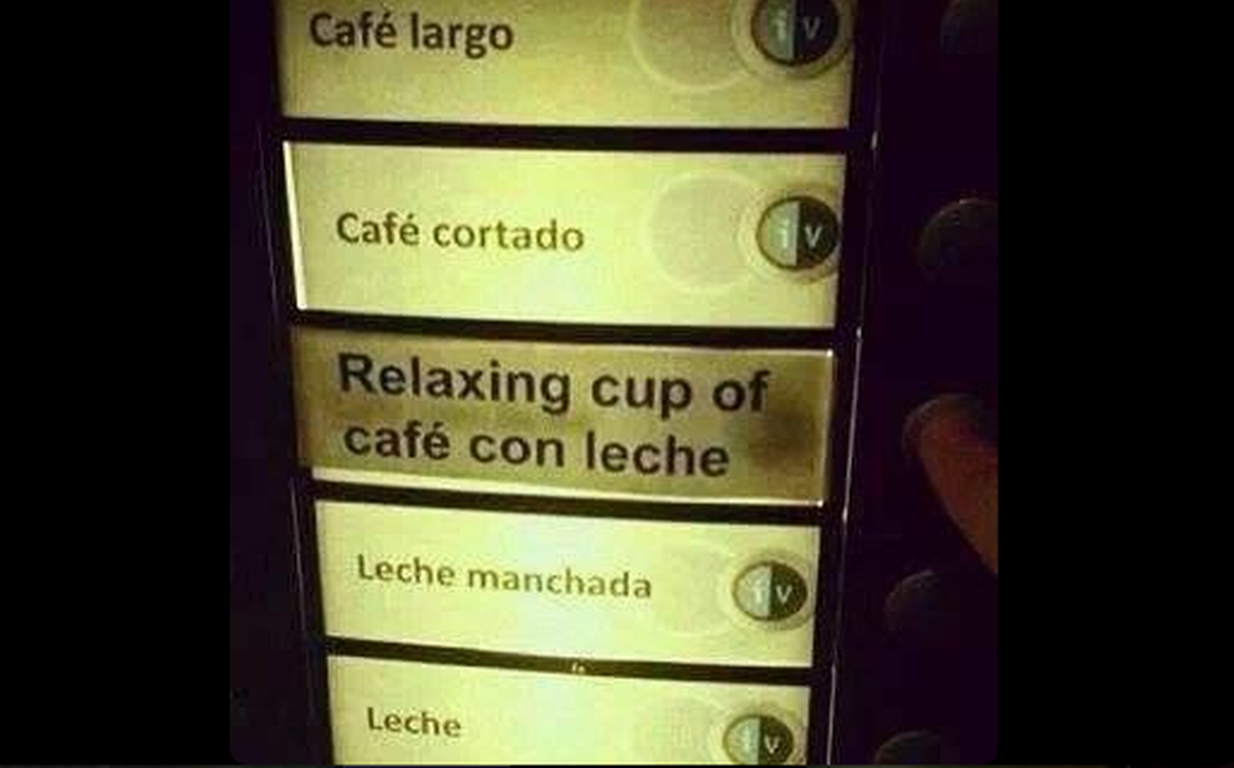 Café largo
i v
Café cortado
i v
Relaxing cup of
café con leche
Leche manchada
i v
Leche
i v